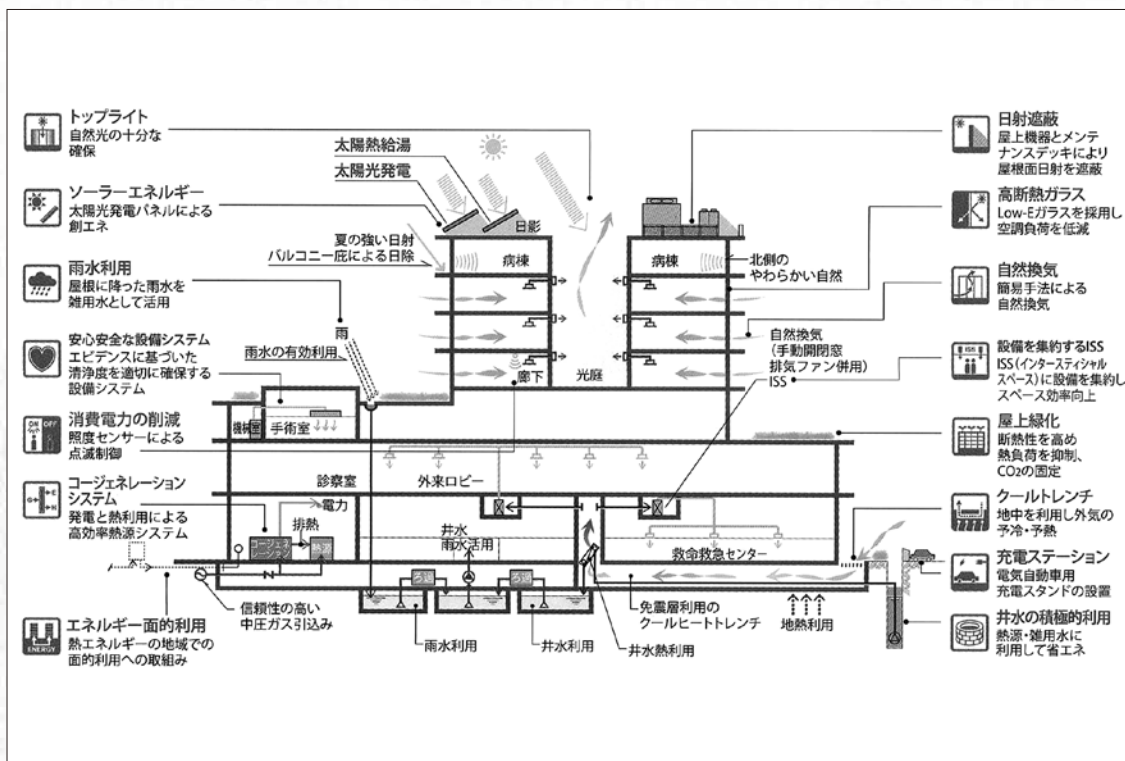 トップライト
自然光の十分な
確保
ソーラーエネルギー
太陽光発電パネルによる
創エネ
雨水利用
屋根に降った雨水を
雑用水として活用
安心安全な設備システム
エビデンスに基づいた
清浄度を適切に確保する
設備システム
消費電力の削減
照度センサーによる
点滅制御
コージェネレーション
システム
発電と熱利用による
高効率熱源システム
エネルギー面的利用
熱エネルギーの地域での
面的利用への取組み
ENERGY
太陽熱給湯
太陽光発電
日影
夏の強い日射
バルコニー庇による日除
病棟
病棟
北側の
やわらかい自然
雨
雨水の有効利用
廊下
光庭
自然換気
(手動開閉窓
排気ファン併用)
ISS
機械室
手術室
診察室
外来ロビー
電力
排熱
コージェネ
レーション
井水
雨水活用
ろ過
ろ過
救命救急センター
信頼性の高い
中圧ガス引込み
雨水利用
井水利用
井水熱利用
免震層利用の
クールヒートトレンチ
地熱利用
日射遮蔽
屋上機器とメンテ
ナンスデッキにより
屋根面日射を遮蔽
高断熱ガラス
Low-Eガラスを採用し
空調負荷を低減
自然換気
簡易手法による
自然換気
ISS
設備を集約するISS
ISS(インタースティシャル
スペース)に設備を集約し
スペース効率向上
屋上緑化
断熱性を高め
熱負荷を抑制、
CO2の固定
クールトレンチ
地中を利用し外気の
予冷・予熱
充電ステーション
電気自動車用
充電スタンドの設置
井水の積極的利用
熱源・雑用水に
利用して省エネ